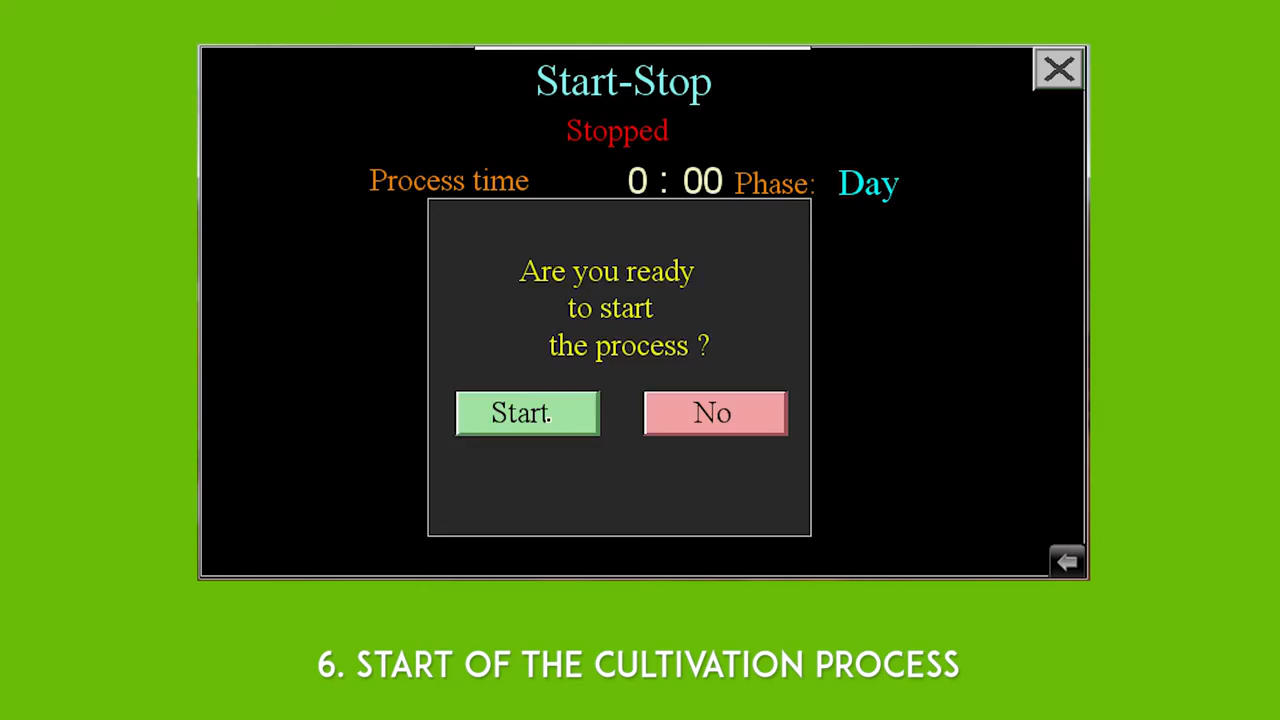 Start-Stop
Stopped
Process time 0 : 00 Phase: Day
Are you ready
to start
the process ?
Start. No
6. START OF THE CULTIVATION PROCESS